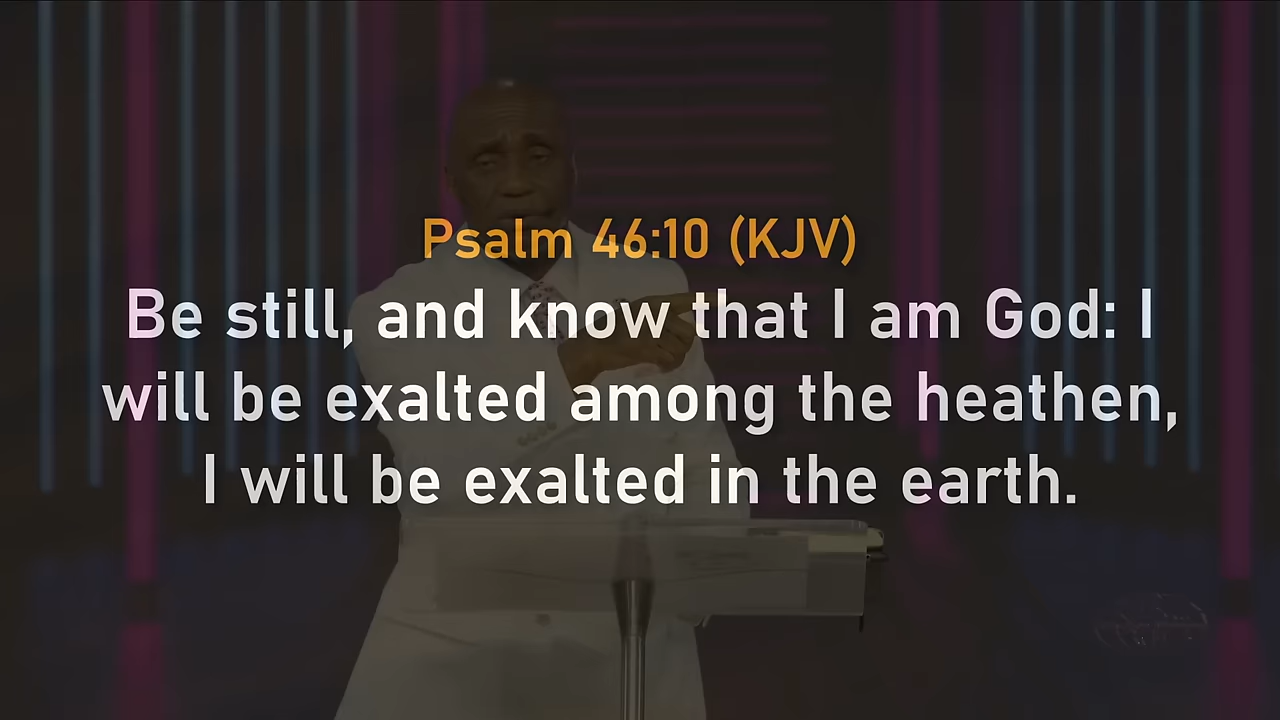 Psalm 46:10 (KJV)
Be still, and know that I am God: I
will be exalted among the heathen,
I will be exalted in the earth.